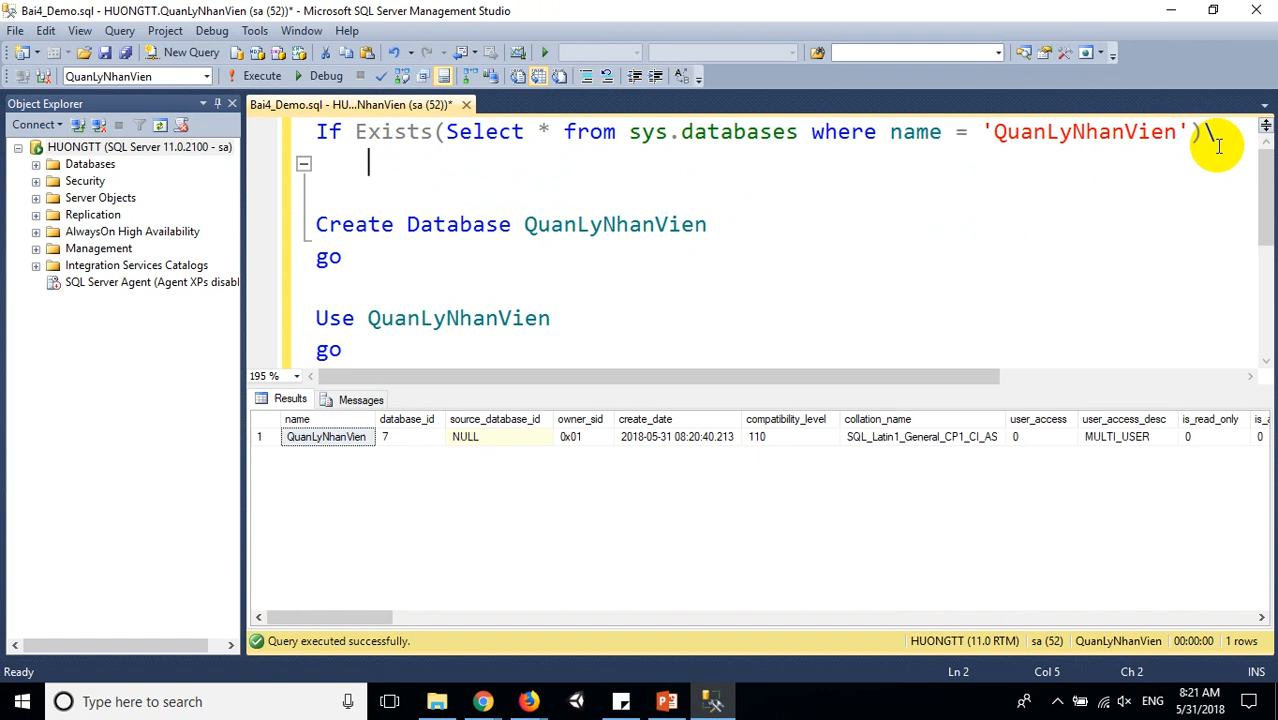 Bai4_Demo.sql - HUONGTT.QuanLyNhanVien (sa (52))* - Microsoft SQL Server Management Studio
File Edit View Query Project Debug Tools Window Help
New Query
QuanLyNhanVien Execute Debug
Object Explorer
Connect
HUONGTT (SQL Server 11.0.2100 - sa)
Databases
Security
Server Objects
Replication
AlwaysOn High Availability
Management
Integration Services Catalogs
SQL Server Agent (Agent XPs disabl
Bai4_Demo.sql - HU...NhanVien (sa (52))*
If Exists(Select * from sys.databases where name = 'QuanLyNhanVien')\
Create Database QuanLyNhanVien
go
Use QuanLyNhanVien
go
195 %
Results Messages
name database_id source_database_id owner_sid create_date compatibility_level collation_name user_access user_access_desc is_read_only is_a
1 QuanLyNhanVien 7 NULL 0x01 2018-05-31 08:20:40.213 110 SQL_Latin1_General_CP1_CI_AS 0 MULTI_USER 0 0
Query executed successfully. HUONGTT (11.0 RTM) sa (52) QuanLyNhanVien 00:00:00 1 rows
Ready Ln 2 Col 5 Ch 2 INS
Type here to search
ENG
8:21 AM
5/31/2018